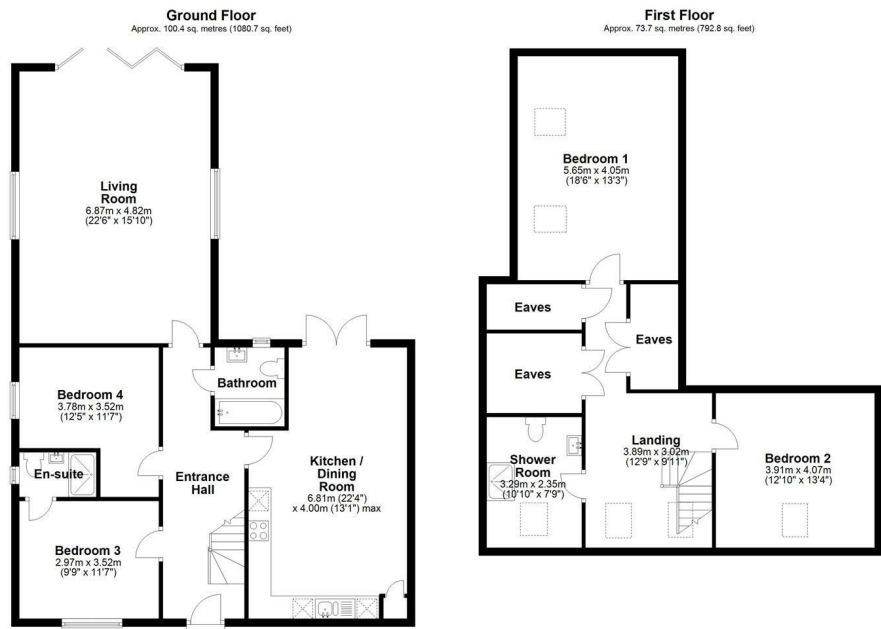 Ground Floor
Approx. 100.4 sq. metres (1080.7 sq. feet)
Living
Room
6.87m x 4.82m
(22'6" x 15'10")
Bedroom 4
3.78m x 3.52m
(12'5" x 11'7")
Bathroom
En-suite
Entrance
Hall
Kitchen /
Dining
Room
6.81m (22'4")
x 4.00m (13'1") max
Bedroom 3
2.97m x 3.52m
(9'9" x 11'7")
First Floor
Approx. 73.7 sq. metres (792.8 sq. feet)
Bedroom 1
5.65m x 4.05m
(18'6" x 13'3")
Eaves
Eaves
Eaves
Shower
Room
3.29m x 2.35m
(10'10" x 7'9")
Landing
3.89m x 3.02m
(12'9" x 9'11")
Bedroom 2
3.91m x 4.07m
(12'10" x 13'4")